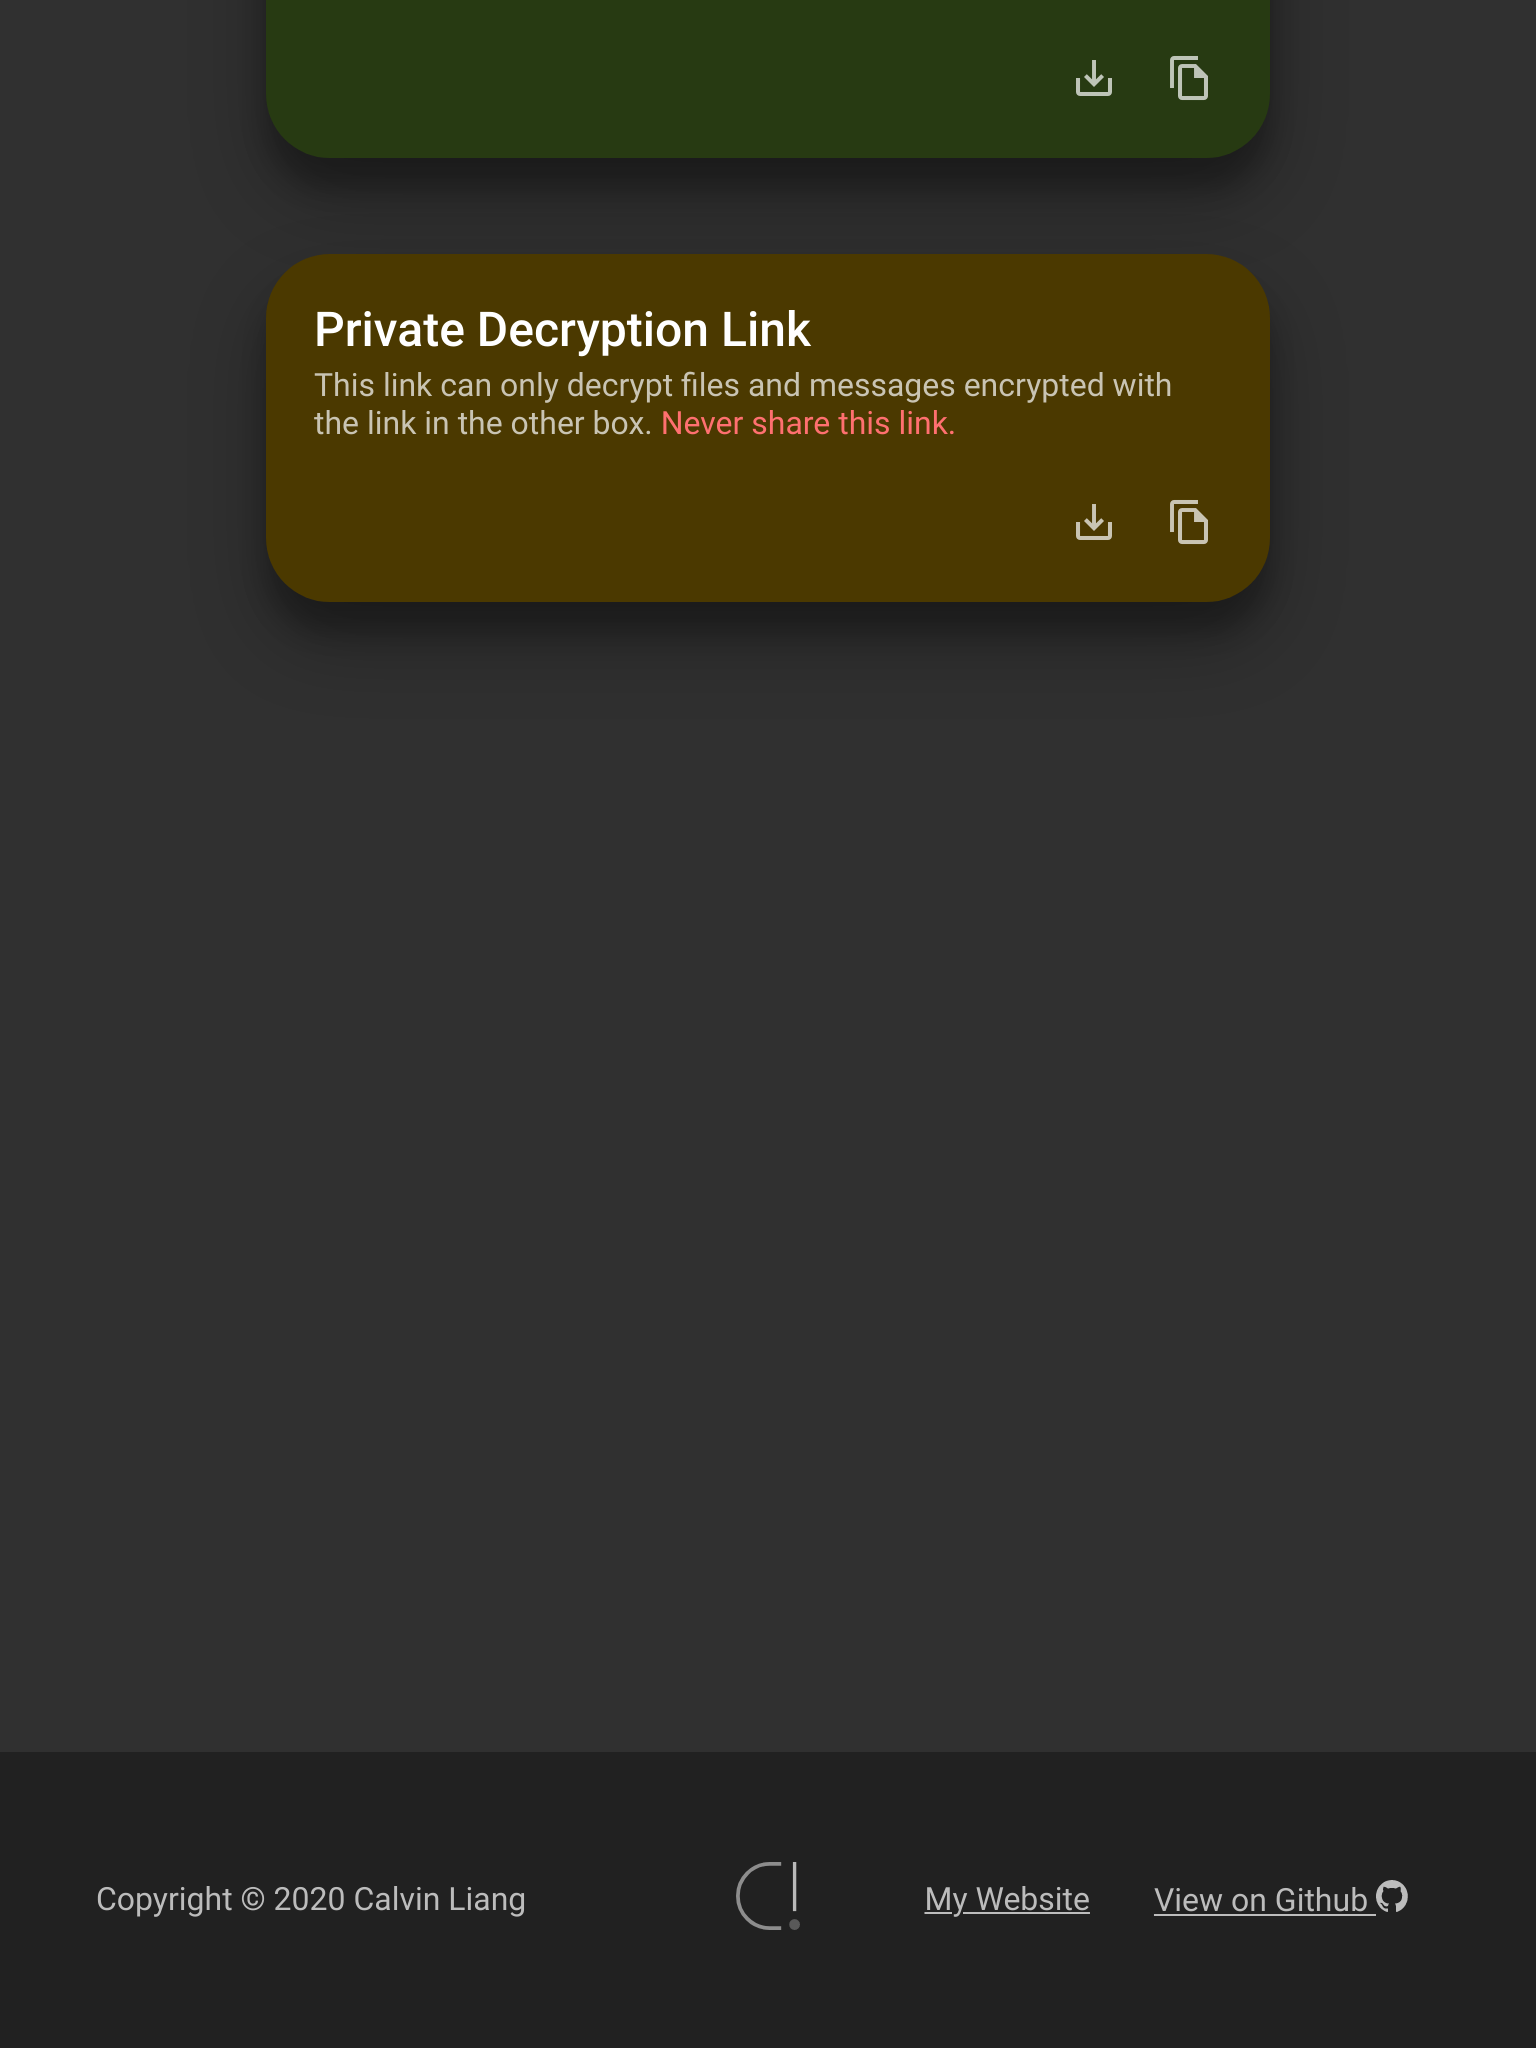 Private Decryption Link
This link can only decrypt files and messages encrypted with
the link in the other box. Never share this link.
Copyright © 2020 Calvin Liang
My Website
View on Github